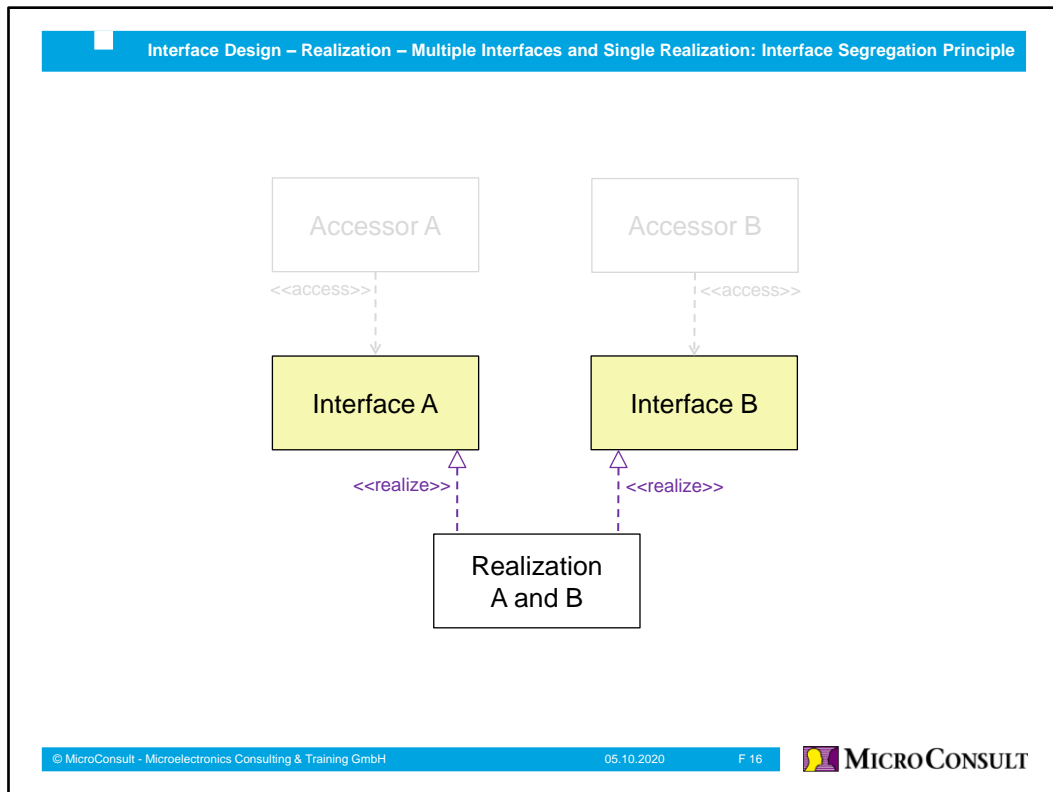 Interface Design – Realization – Multiple Interfaces and Single Realization: Interface Segregation Principle
Accessor A
Accessor B
<<access>>
<<access>>
Interface A
Interface B
<<realize>>
<<realize>>
Realization
A and B
© MicroConsult - Microelectronics Consulting & Training GmbH
05.10.2020
F 16
MICROCONSULT